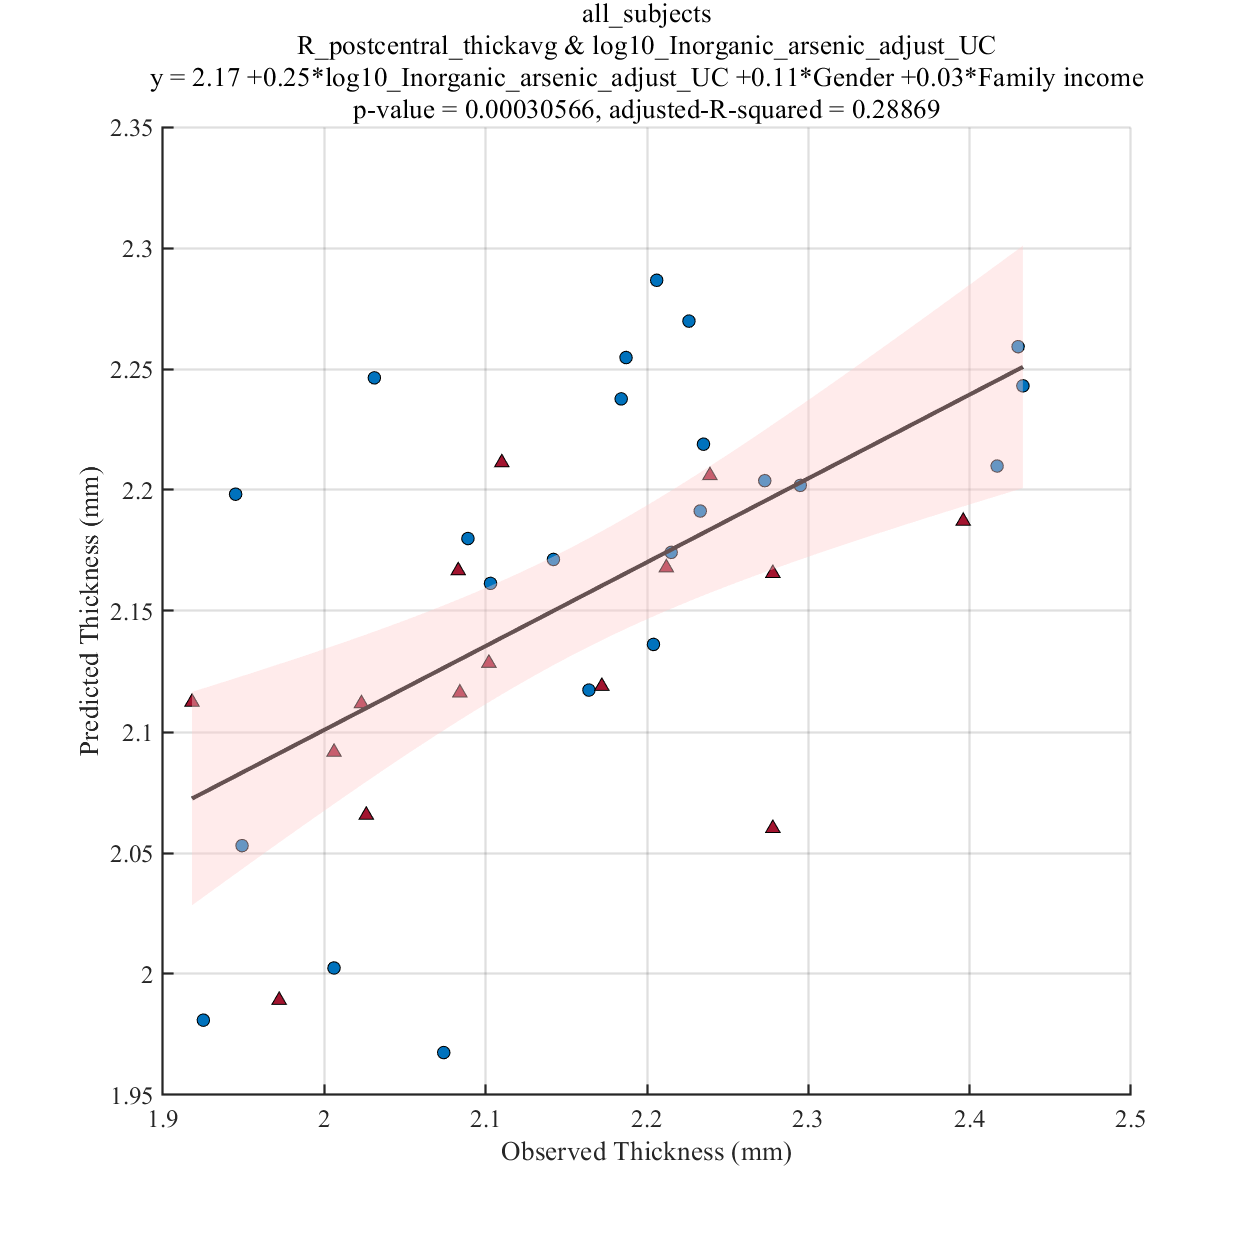 all_subjects
R_postcentral_thickavg & log10_Inorganic_arsenic_adjust_UC
y = 2.17 +0.25*log10_Inorganic_arsenic_adjust_UC +0.11*Gender +0.03*Family income
p-value = 0.00030566, adjusted-R-squared = 0.28869
2.35
2.3
2.25
2.2
2.15
2.1
2.05
2
1.95
Predicted Thickness (mm)
1.9 2 2.1 2.2 2.3 2.4 2.5
Observed Thickness (mm)